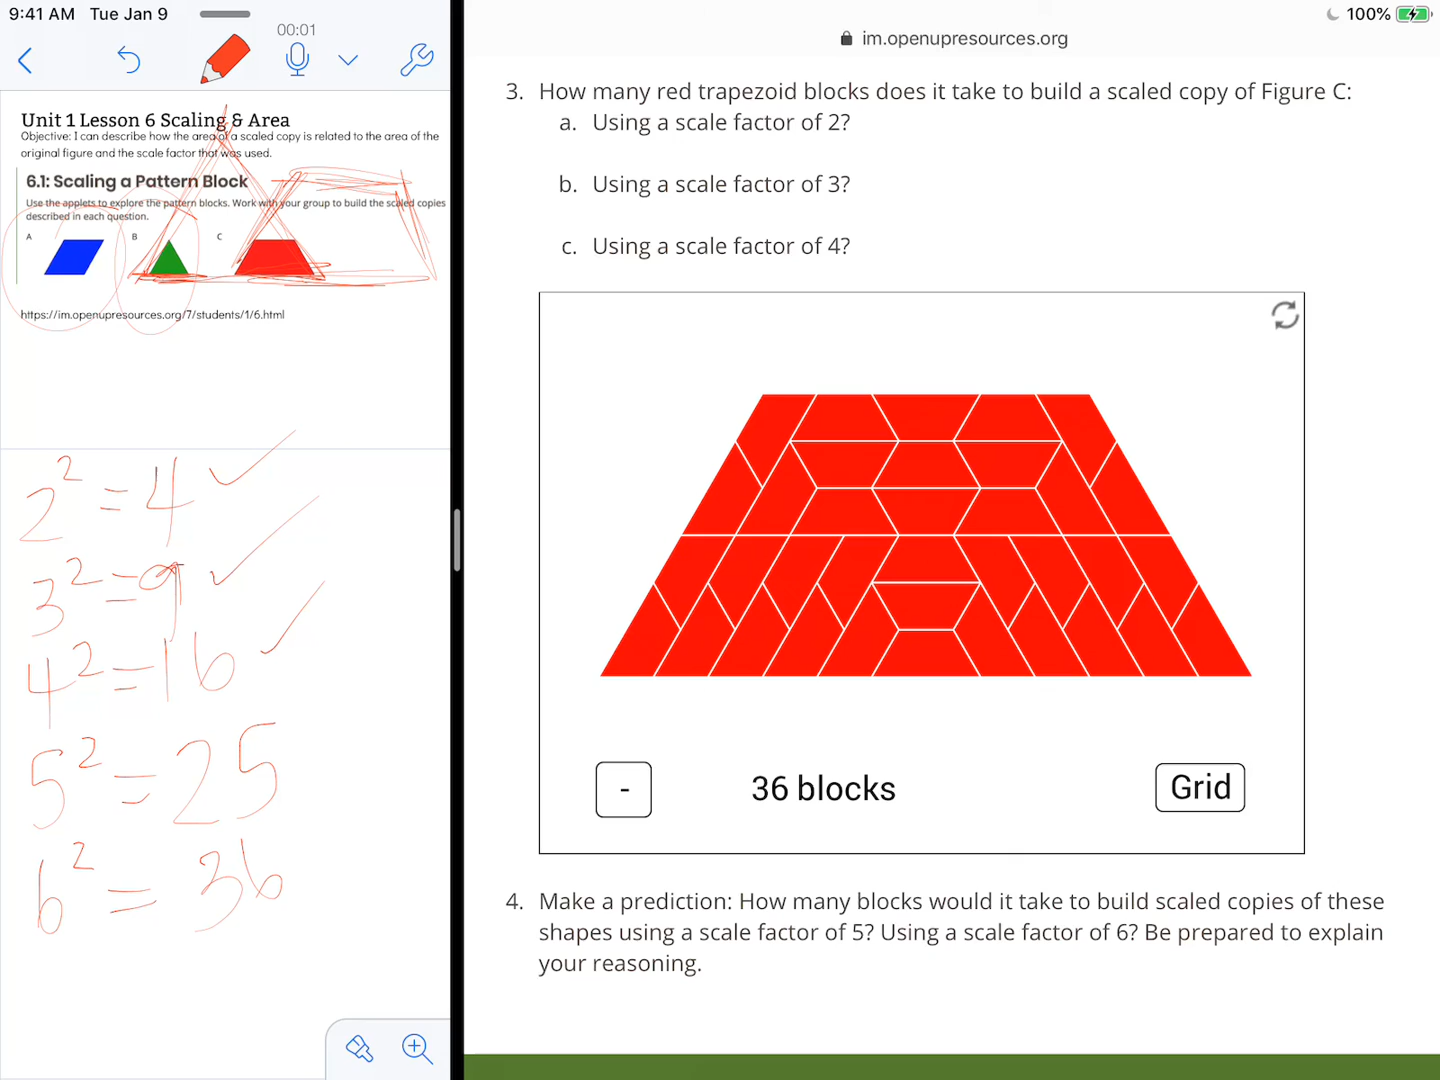 9:41 AM Tue Jan 9
00:01
Unit 1 Lesson 6 Scaling & Area
Objective: I can describe how the area of a scaled copy is related to the area of the
original figure and the scale factor that was used.
6.1: Scaling a Pattern Block
Use the applets to explore the pattern blocks. Work with your group to build the scaled copies
described in each question.
A B C
https://im.openupresources.org/7/students/1/6.html
2² = 4
3² = 9
4² = 16
5² = 25
6² = 36
100%
im.openupresources.org
3. How many red trapezoid blocks does it take to build a scaled copy of Figure C:
a. Using a scale factor of 2?
b. Using a scale factor of 3?
c. Using a scale factor of 4?
- 36 blocks Grid
4. Make a prediction: How many blocks would it take to build scaled copies of these
shapes using a scale factor of 5? Using a scale factor of 6? Be prepared to explain
your reasoning.